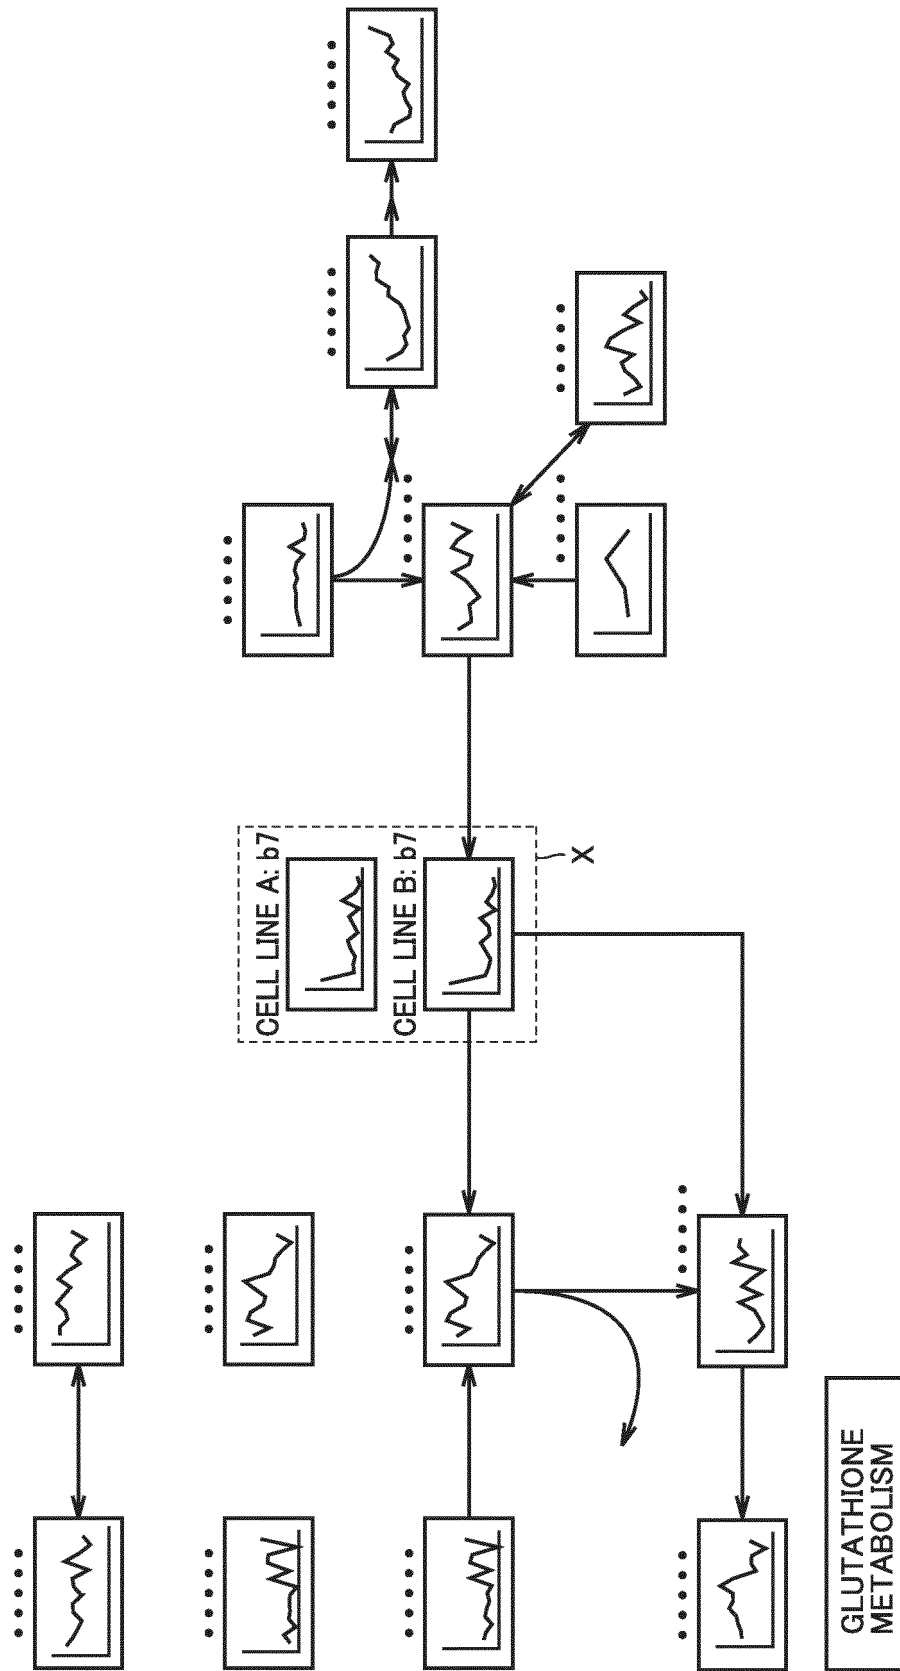 CELL LINE A: b7
CELL LINE B: b7
X
GLUTATHIONE
METABOLISM